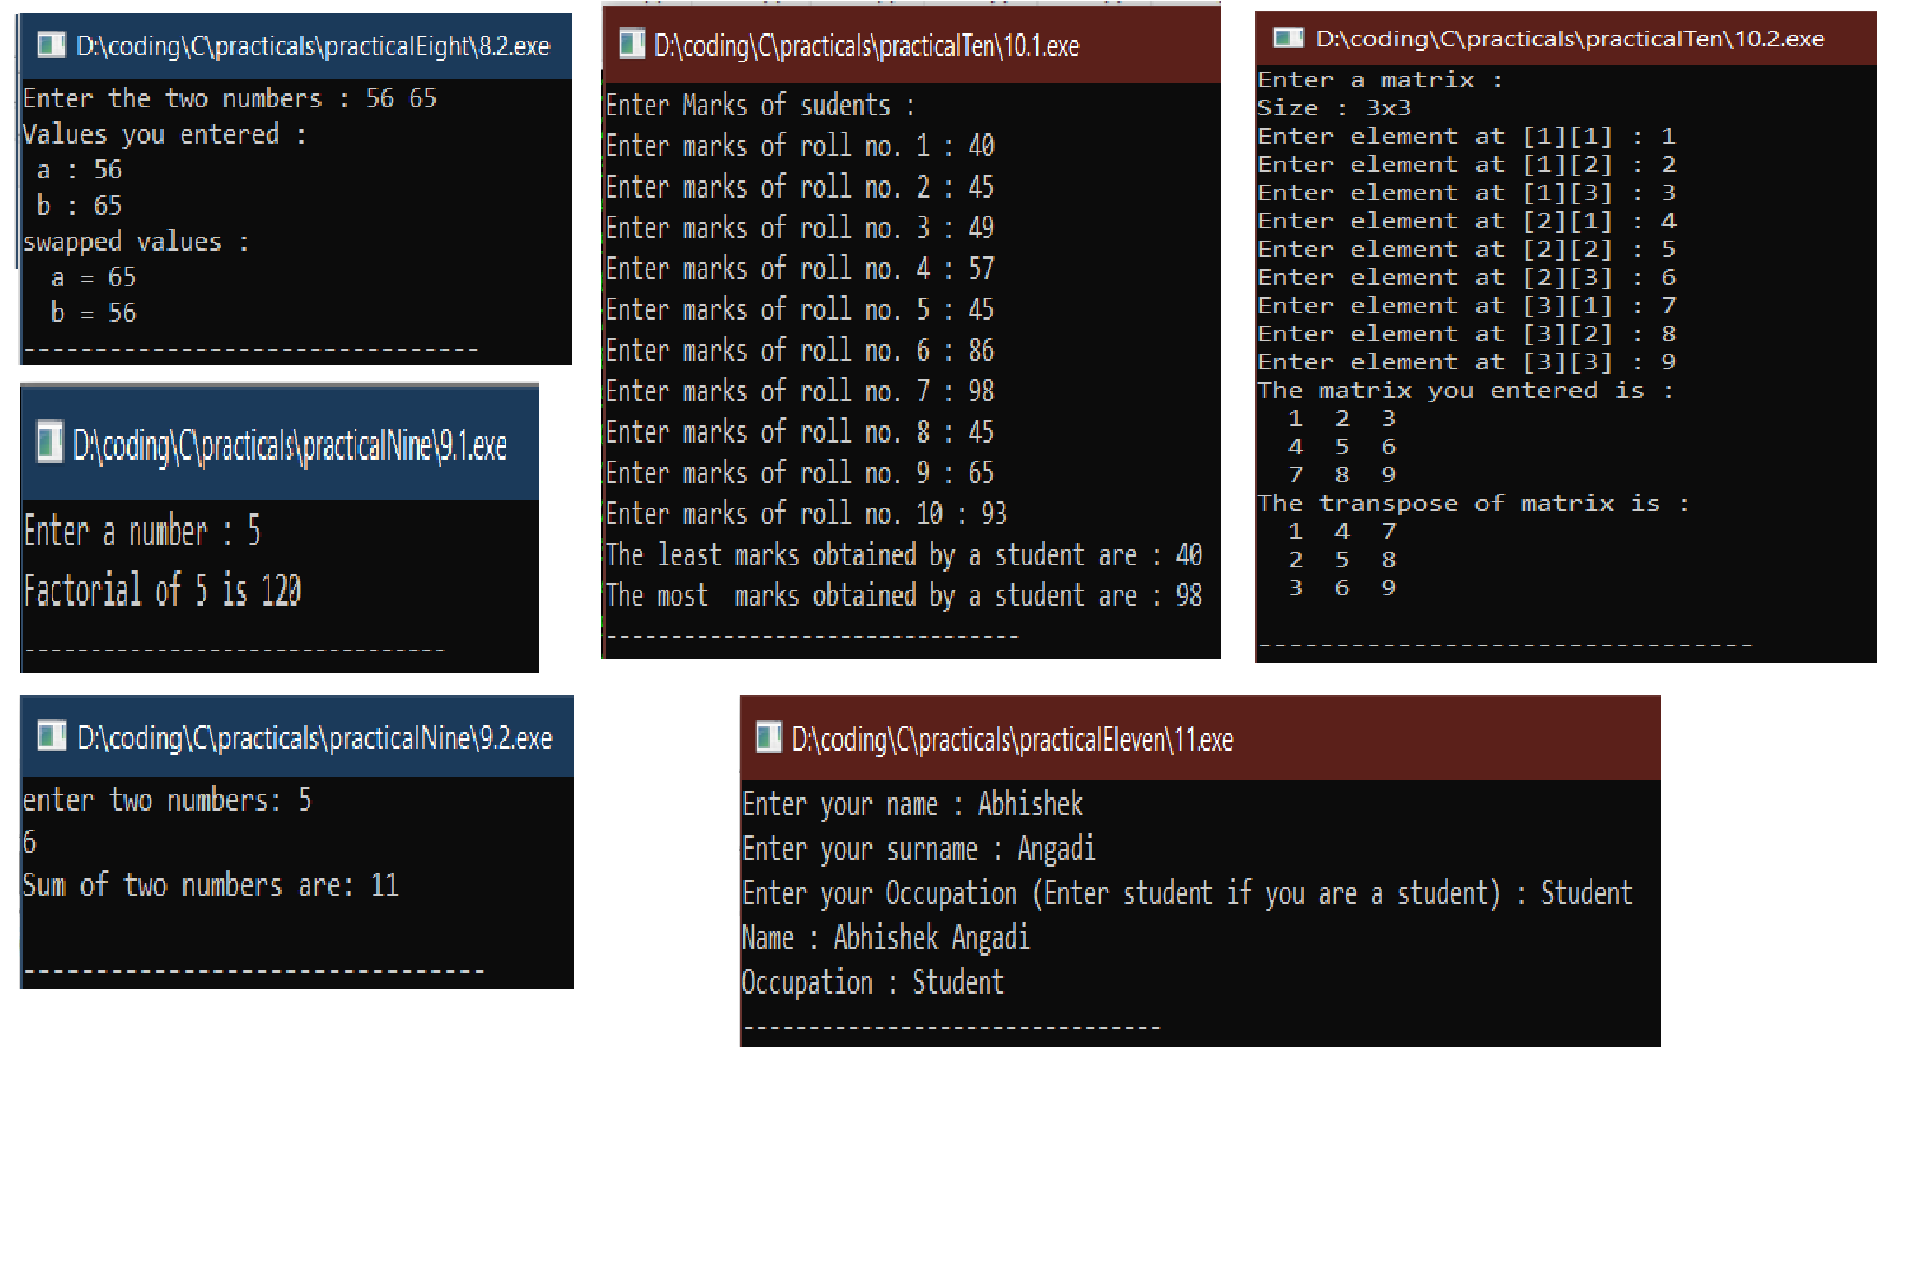 D:\coding\C\practicals\practicalEight\8.2.exe
Enter the two numbers : 56 65
Values you entered :
a : 56
b : 65
swapped values :
a = 65
b = 56
--------------------------------
D:\coding\C\practicals\practicalNine\9.1.exe
Enter a number : 5
Factorial of 5 is 120
--------------------------------
D:\coding\C\practicals\practicalNine\9.2.exe
enter two numbers: 5
6
Sum of two numbers are: 11
--------------------------------
D:\coding\C\practicals\practicalTen\10.1.exe
Enter Marks of sudents :
Enter marks of roll no. 1 : 40
Enter marks of roll no. 2 : 45
Enter marks of roll no. 3 : 49
Enter marks of roll no. 4 : 57
Enter marks of roll no. 5 : 45
Enter marks of roll no. 6 : 86
Enter marks of roll no. 7 : 98
Enter marks of roll no. 8 : 45
Enter marks of roll no. 9 : 65
Enter marks of roll no. 10 : 93
The least marks obtained by a student are : 40
The most  marks obtained by a student are : 98
--------------------------------
D:\coding\C\practicals\practicalTen\10.2.exe
Enter a matrix :
Size : 3x3
Enter element at [1][1] : 1
Enter element at [1][2] : 2
Enter element at [1][3] : 3
Enter element at [2][1] : 4
Enter element at [2][2] : 5
Enter element at [2][3] : 6
Enter element at [3][1] : 7
Enter element at [3][2] : 8
Enter element at [3][3] : 9
The matrix you entered is :
1 2 3
4 5 6
7 8 9
The transpose of matrix is :
1 4 7
2 5 8
3 6 9
--------------------------------
D:\coding\C\practicals\practicalEleven\11.exe
Enter your name : Abhishek
Enter your surname : Angadi
Enter your Occupation (Enter student if you are a student) : Student
Name : Abhishek Angadi
Occupation : Student
--------------------------------